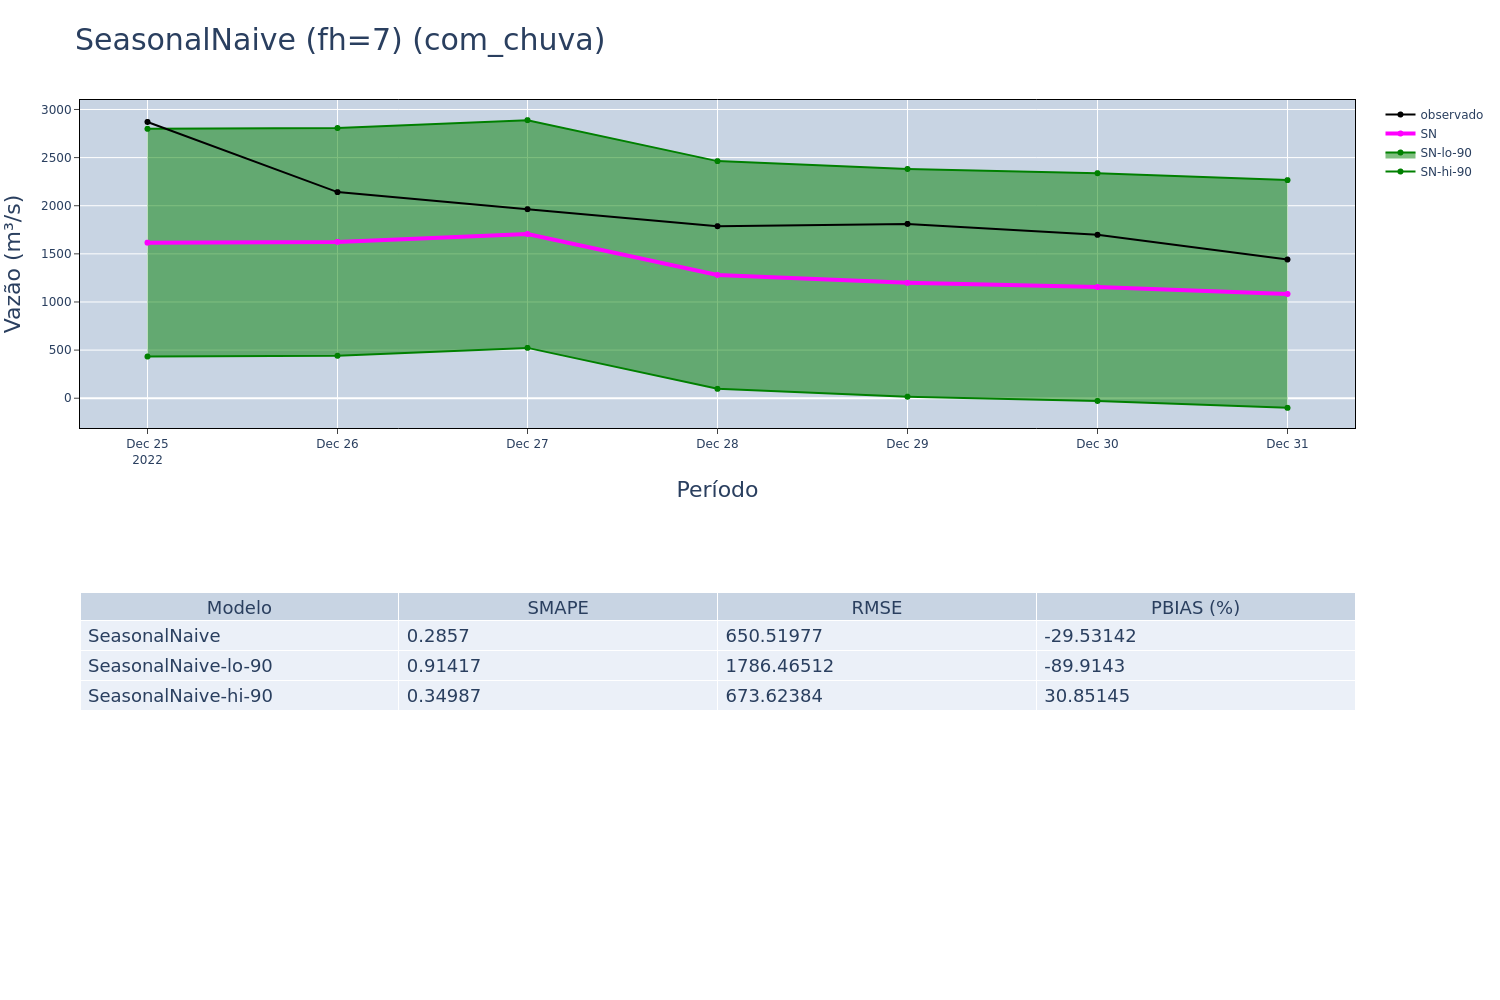 SeasonalNaive (fh=7) (com_chuva)
Vazão (m³/s)
3000
2500
2000
1500
1000
500
0
Dec 25
2022
Dec 26
Dec 27
Dec 28
Dec 29
Dec 30
Dec 31
Período
observado
SN
SN-lo-90
SN-hi-90
Modelo SMAPE RMSE PBIAS (%)
SeasonalNaive 0.2857 650.51977 -29.53142
SeasonalNaive-lo-90 0.91417 1786.46512 -89.9143
SeasonalNaive-hi-90 0.34987 673.62384 30.85145